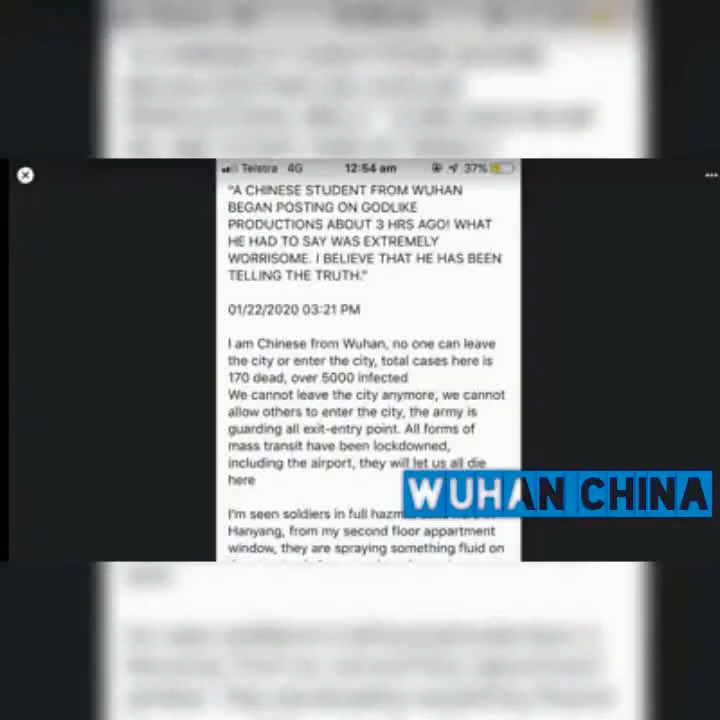 Telstra 4G 12:54 am 37%
"A CHINESE STUDENT FROM WUHAN
BEGAN POSTING ON GODLIKE
PRODUCTIONS ABOUT 3 HRS AGO! WHAT
HE HAD TO SAY WAS EXTREMELY
WORRISOME. I BELIEVE THAT HE HAS BEEN
TELLING THE TRUTH."
01/22/2020 03:21 PM
I am Chinese from Wuhan, no one can leave
the city or enter the city, total cases here is
170 dead, over 5000 infected
We cannot leave the city anymore, we cannot
allow others to enter the city, the army is
guarding all exit-entry point. All forms of
mass transit have been lockdowned,
including the airport, they will let us all die
here
WUHAN CHINA
I'm seen soldiers in full
Hanyang, from my second floor appartment
window, they are spraying something fluid on